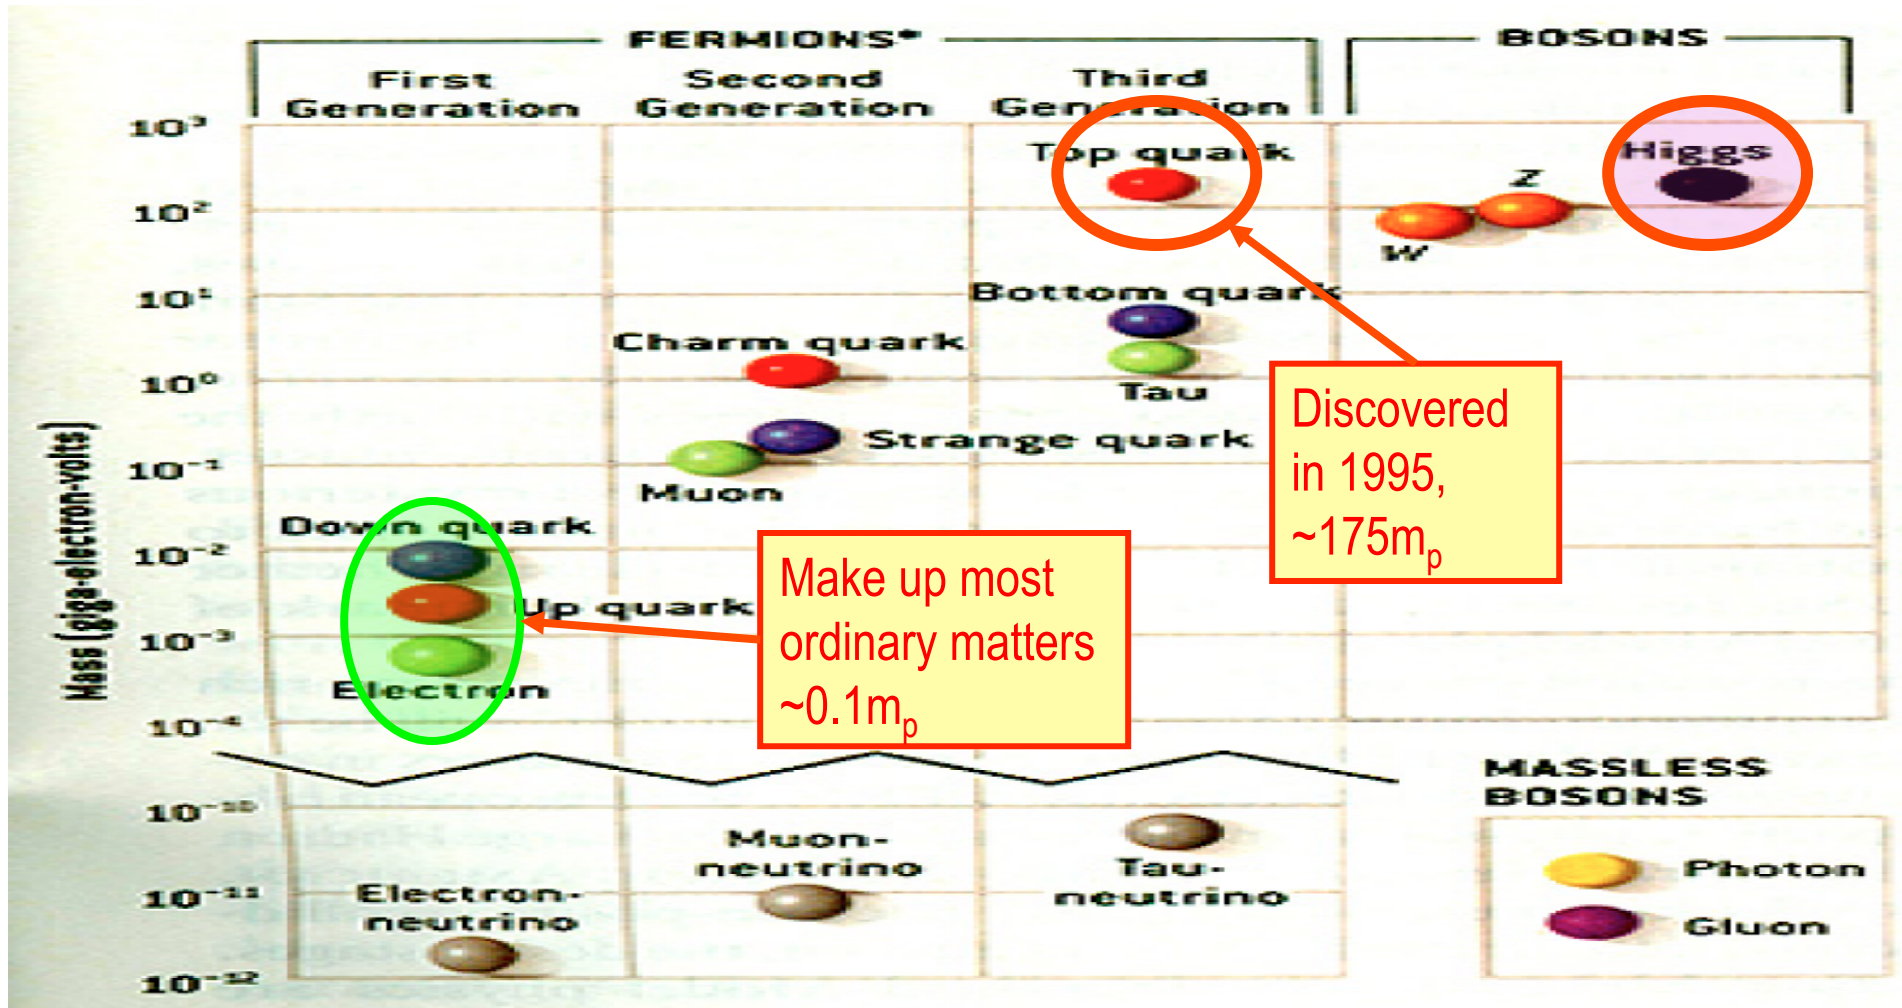 FERMIONS*
BOSONS
First
Generation
Second
Generation
Third
Generation
10³
10²
10¹
10⁰
10⁻¹
10⁻²
10⁻³
10⁻⁴
10⁻¹⁰
10⁻¹¹
10⁻¹²
Mass (giga-electron-volts)
Top quark
Higgs
Z
W
Bottom quark
Charm quark
Tau
Strange quark
Muon
Down quark
Up quark
Electron
Discovered
in 1995,
~175mₚ
Make up most
ordinary matters
~0.1mₚ
Muon-
neutrino
Tau-
neutrino
Electron-
neutrino
MASSLESS
BOSONS
Photon
Gluon